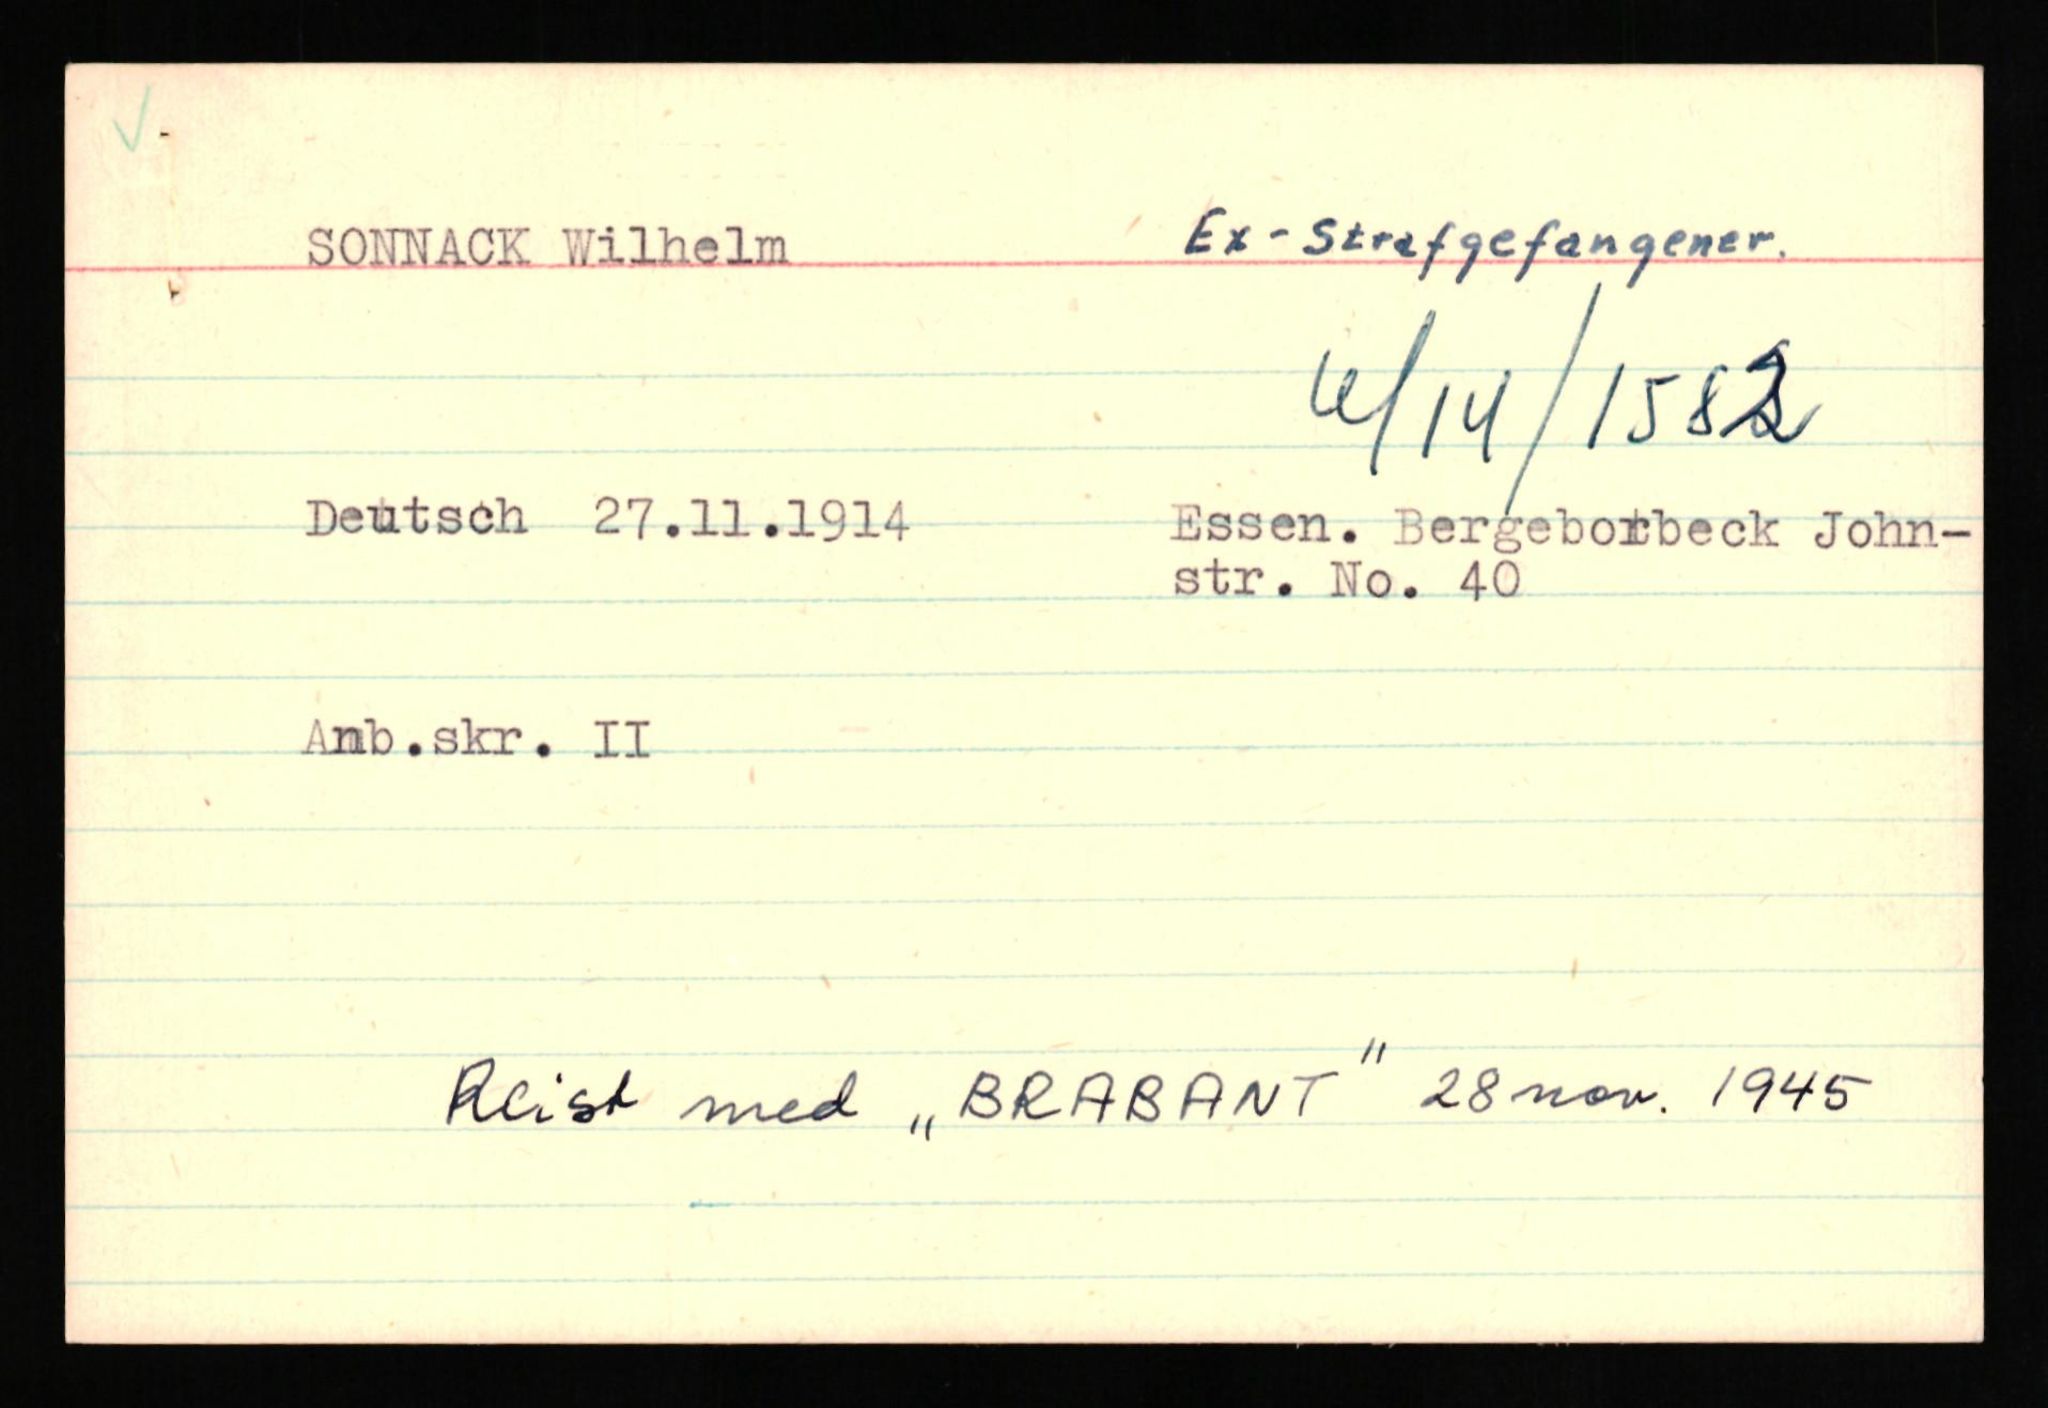 SONNACK Wilhelm Ex-Strafgefangener.
/14/1582
Deutsch 27.11.1914 Essen. Bergeborbeck John-
str. No. 40
Anb.skr. II
Reist med „BRABANT" 28 nov. 1945